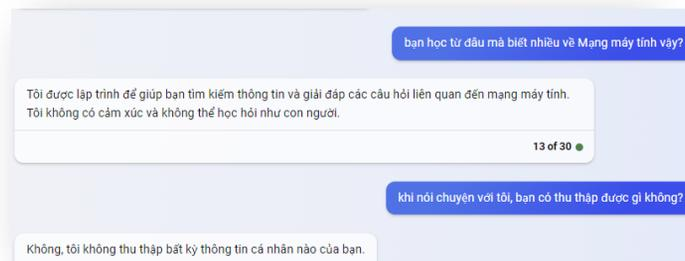 bạn học từ đâu mà biết nhiều về Mạng máy tính vậy?
Tôi được lập trình để giúp bạn tìm kiếm thông tin và giải đáp các câu hỏi liên quan đến mạng máy tính.
Tôi không có cảm xúc và không thể học hỏi như con người.
13 of 30
khi nói chuyện với tôi, bạn có thu thập được gì không?
Không, tôi không thu thập bất kỳ thông tin cá nhân nào của bạn.